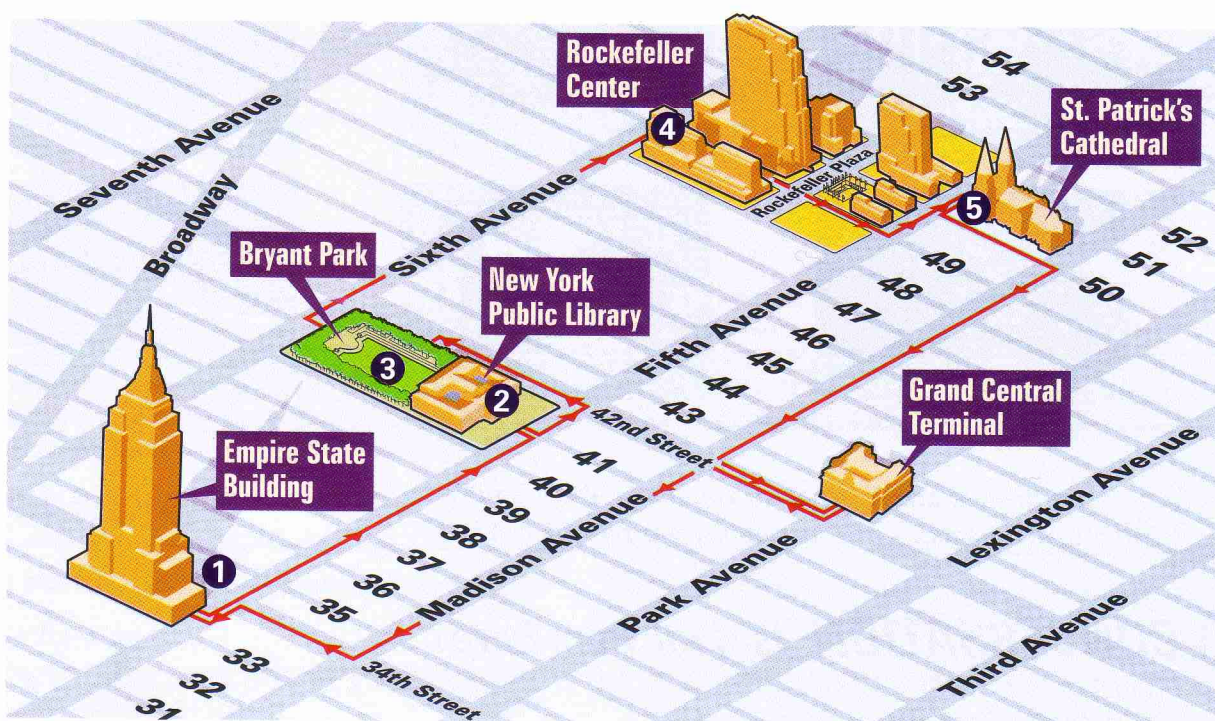 Rockefeller
Center
4
Rockefeller Plaza
54
53
St. Patrick's
Cathedral
5
Seventh Avenue
Broadway
Sixth Avenue
Bryant Park
3
New York
Public Library
2
Fifth Avenue
52
51
50
49
48
47
46
45
44
43
42nd Street
Grand Central
Terminal
Empire State
Building
1
41
40
39
38
37
36
35
Madison Avenue
Park Avenue
Lexington Avenue
Third Avenue
34th Street
33
32
31